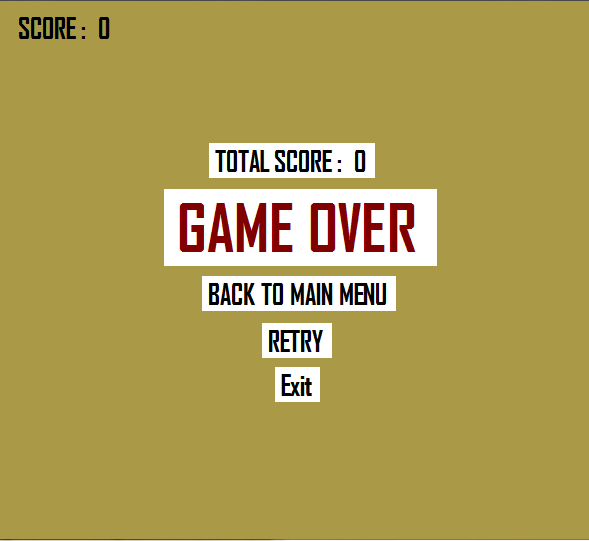 SCORE : 0
TOTAL SCORE : 0
GAME OVER
BACK TO MAIN MENU
RETRY
Exit